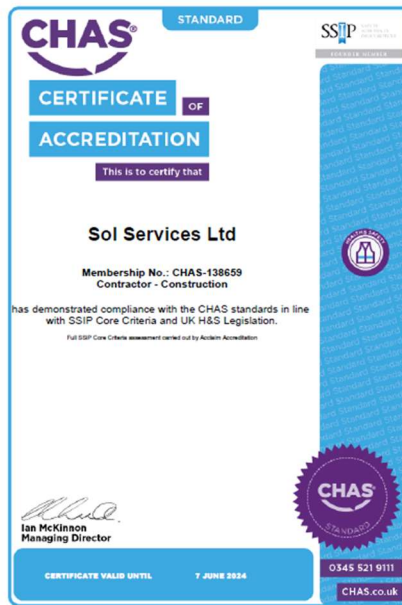 STANDARD
CHAS®
SSIP
CERTIFICATE
OF
ACCREDITATION
This is to certify that
Sol Services Ltd
Membership No.: CHAS-138659
Contractor - Construction
has demonstrated compliance with the CHAS standards in line
with SSIP Core Criteria and UK H&S Legislation.
Full SSIP Core Criteria assessment carried out by Acclaim Accreditation
HEALTH & SAFETY
Ian McKinnon
Managing Director
CHAS
STANDARD
CERTIFICATE VALID UNTIL 7 JUNE 2024
0345 521 9111
CHAS.co.uk